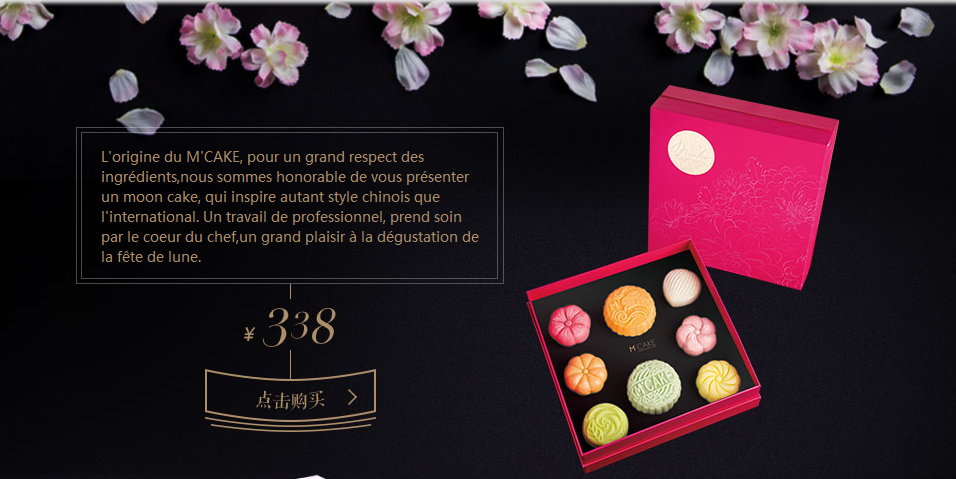 L'origine du M'CAKE, pour un grand respect des
ingrédients,nous sommes honorable de vous présenter
un moon cake, qui inspire autant style chinois que
l'international. Un travail de professionnel, prend soin
par le coeur du chef,un grand plaisir à la dégustation de
la fête de lune.
¥ 338
点击购买
M'CAKE
M'CAKE